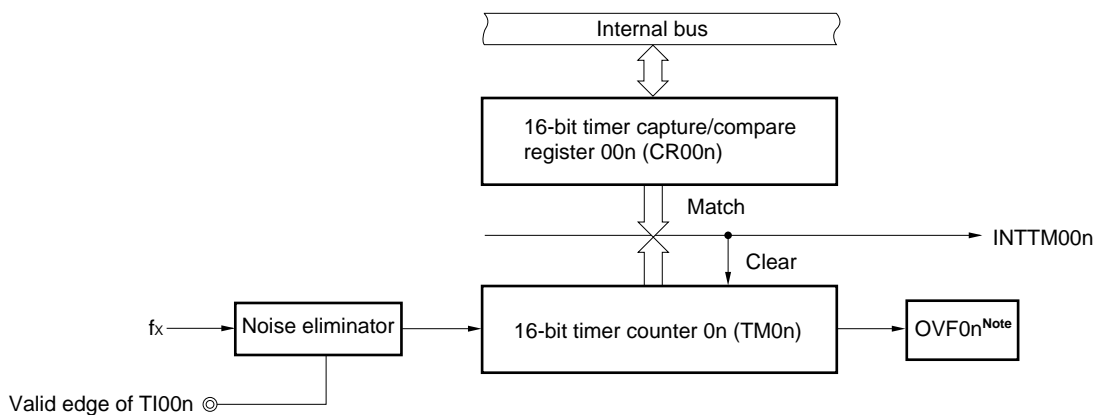 Internal bus
16-bit timer capture/compare
register 00n (CR00n)
Match
INTTM00n
Clear
fx
Noise eliminator
16-bit timer counter 0n (TM0n)
OVF0nNote
Valid edge of TI00n